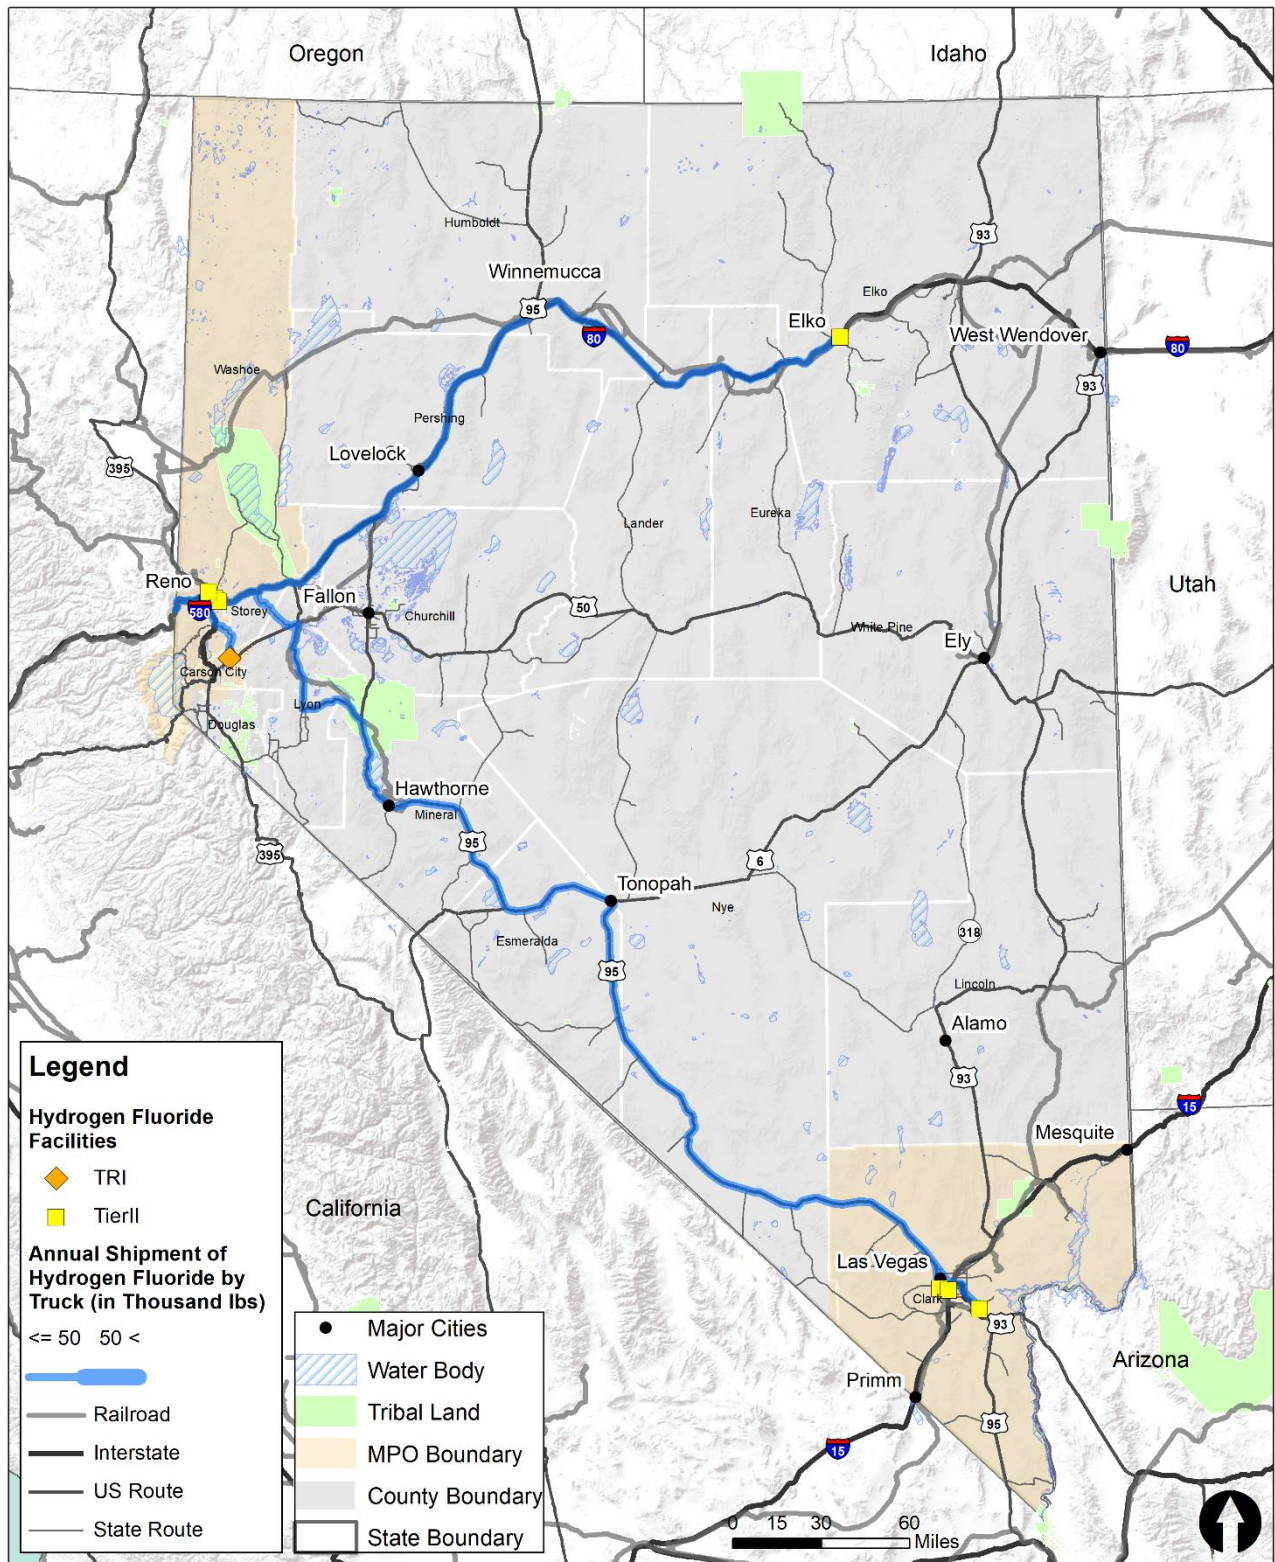 Oregon
Idaho
Humboldt
93
Winnemucca
95
80
Elko
Elko
West Wendover
80
93
Washoe
Pershing
395
Lovelock
Lander
Eureka
Reno
580
Storey
Fallon
Churchill
50
Utah
White Pine
Ely
Carson City
Lyon
Douglas
Hawthorne
Mineral
95
395
6
Tonopah
Nye
318
Esmeralda
95
Lincoln
Alamo
93
15
Mesquite
California
Las Vegas
Clark
93
Arizona
Primm
95
15
Legend
Hydrogen Fluoride
Facilities
TRI
TierII
Annual Shipment of
Hydrogen Fluoride by
Truck (in Thousand lbs)
<= 50 50 <
Railroad
Interstate
US Route
State Route
Major Cities
Water Body
Tribal Land
MPO Boundary
County Boundary
State Boundary
0 15 30 60
Miles